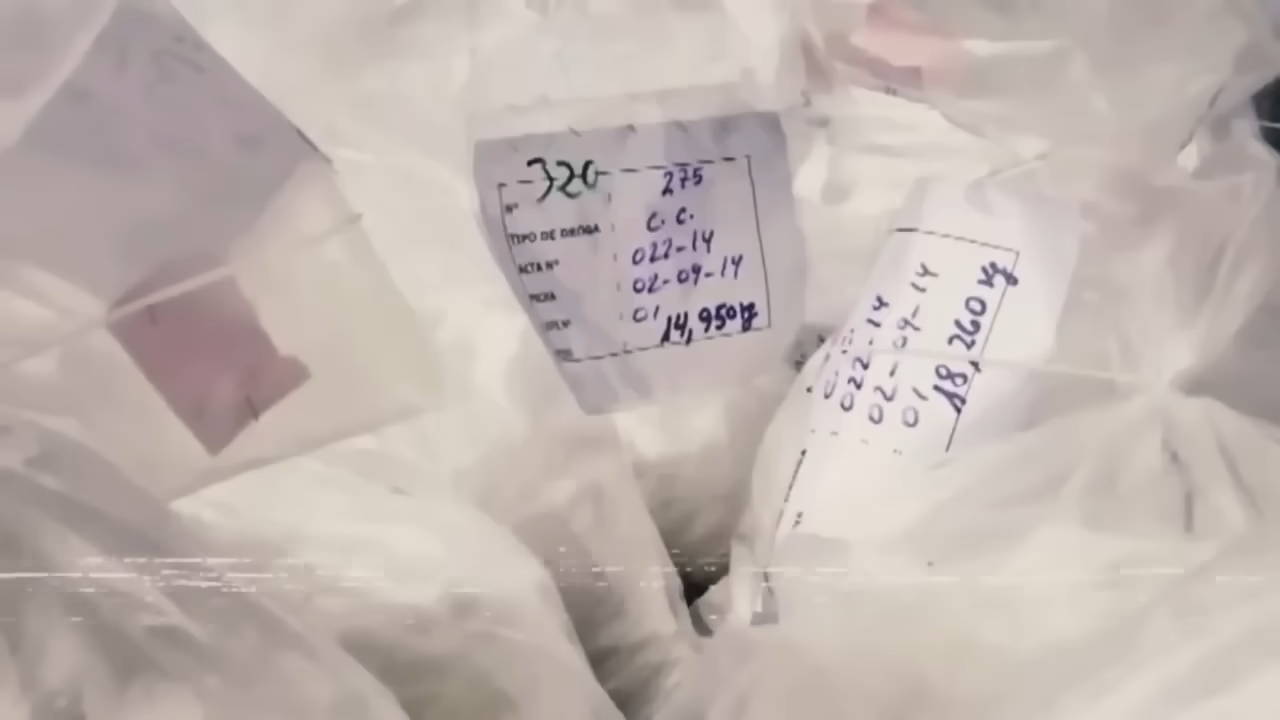 320
Nº : 275
TIPO DE DROGA : C.C.
ACTA Nº : 022-14
FECHA : 02-09-14
: 01
14,950 kg
022-14
02-09-14
01
18,260 kg